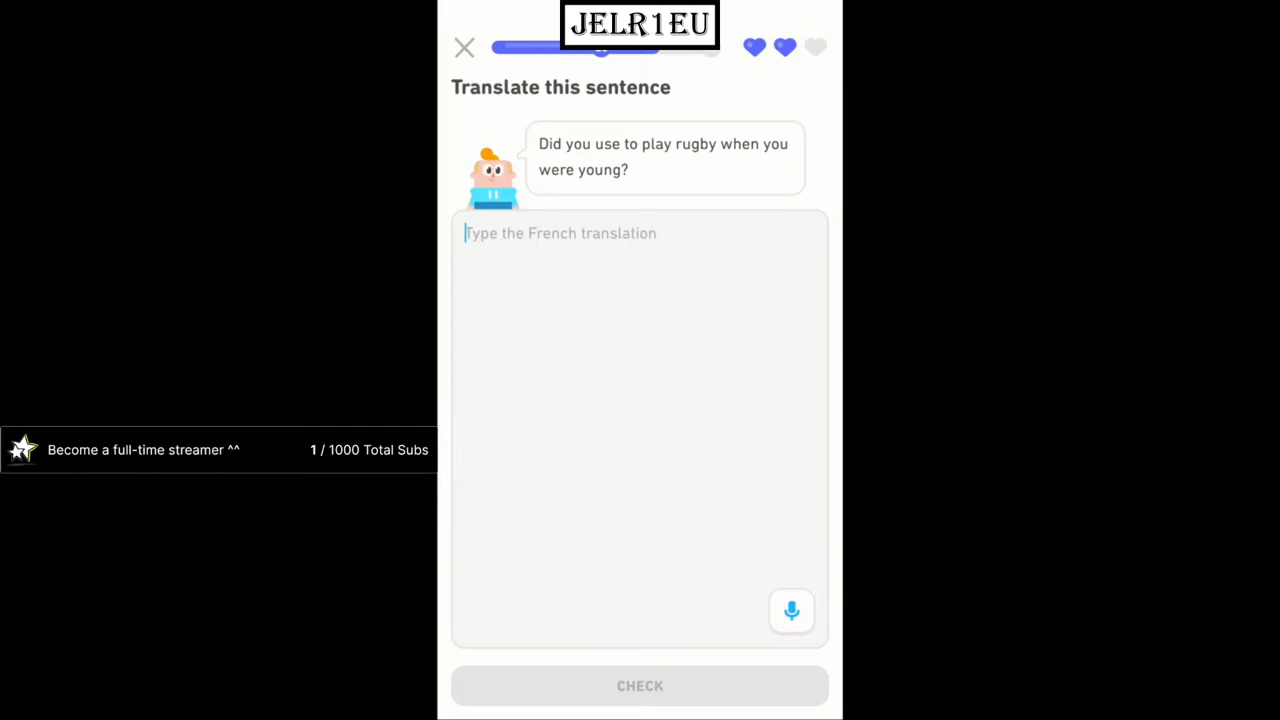 JELR1EU
Translate this sentence
Did you use to play rugby when you
were young?
Type the French translation
Become a full-time streamer ^^ 1 / 1000 Total Subs
CHECK